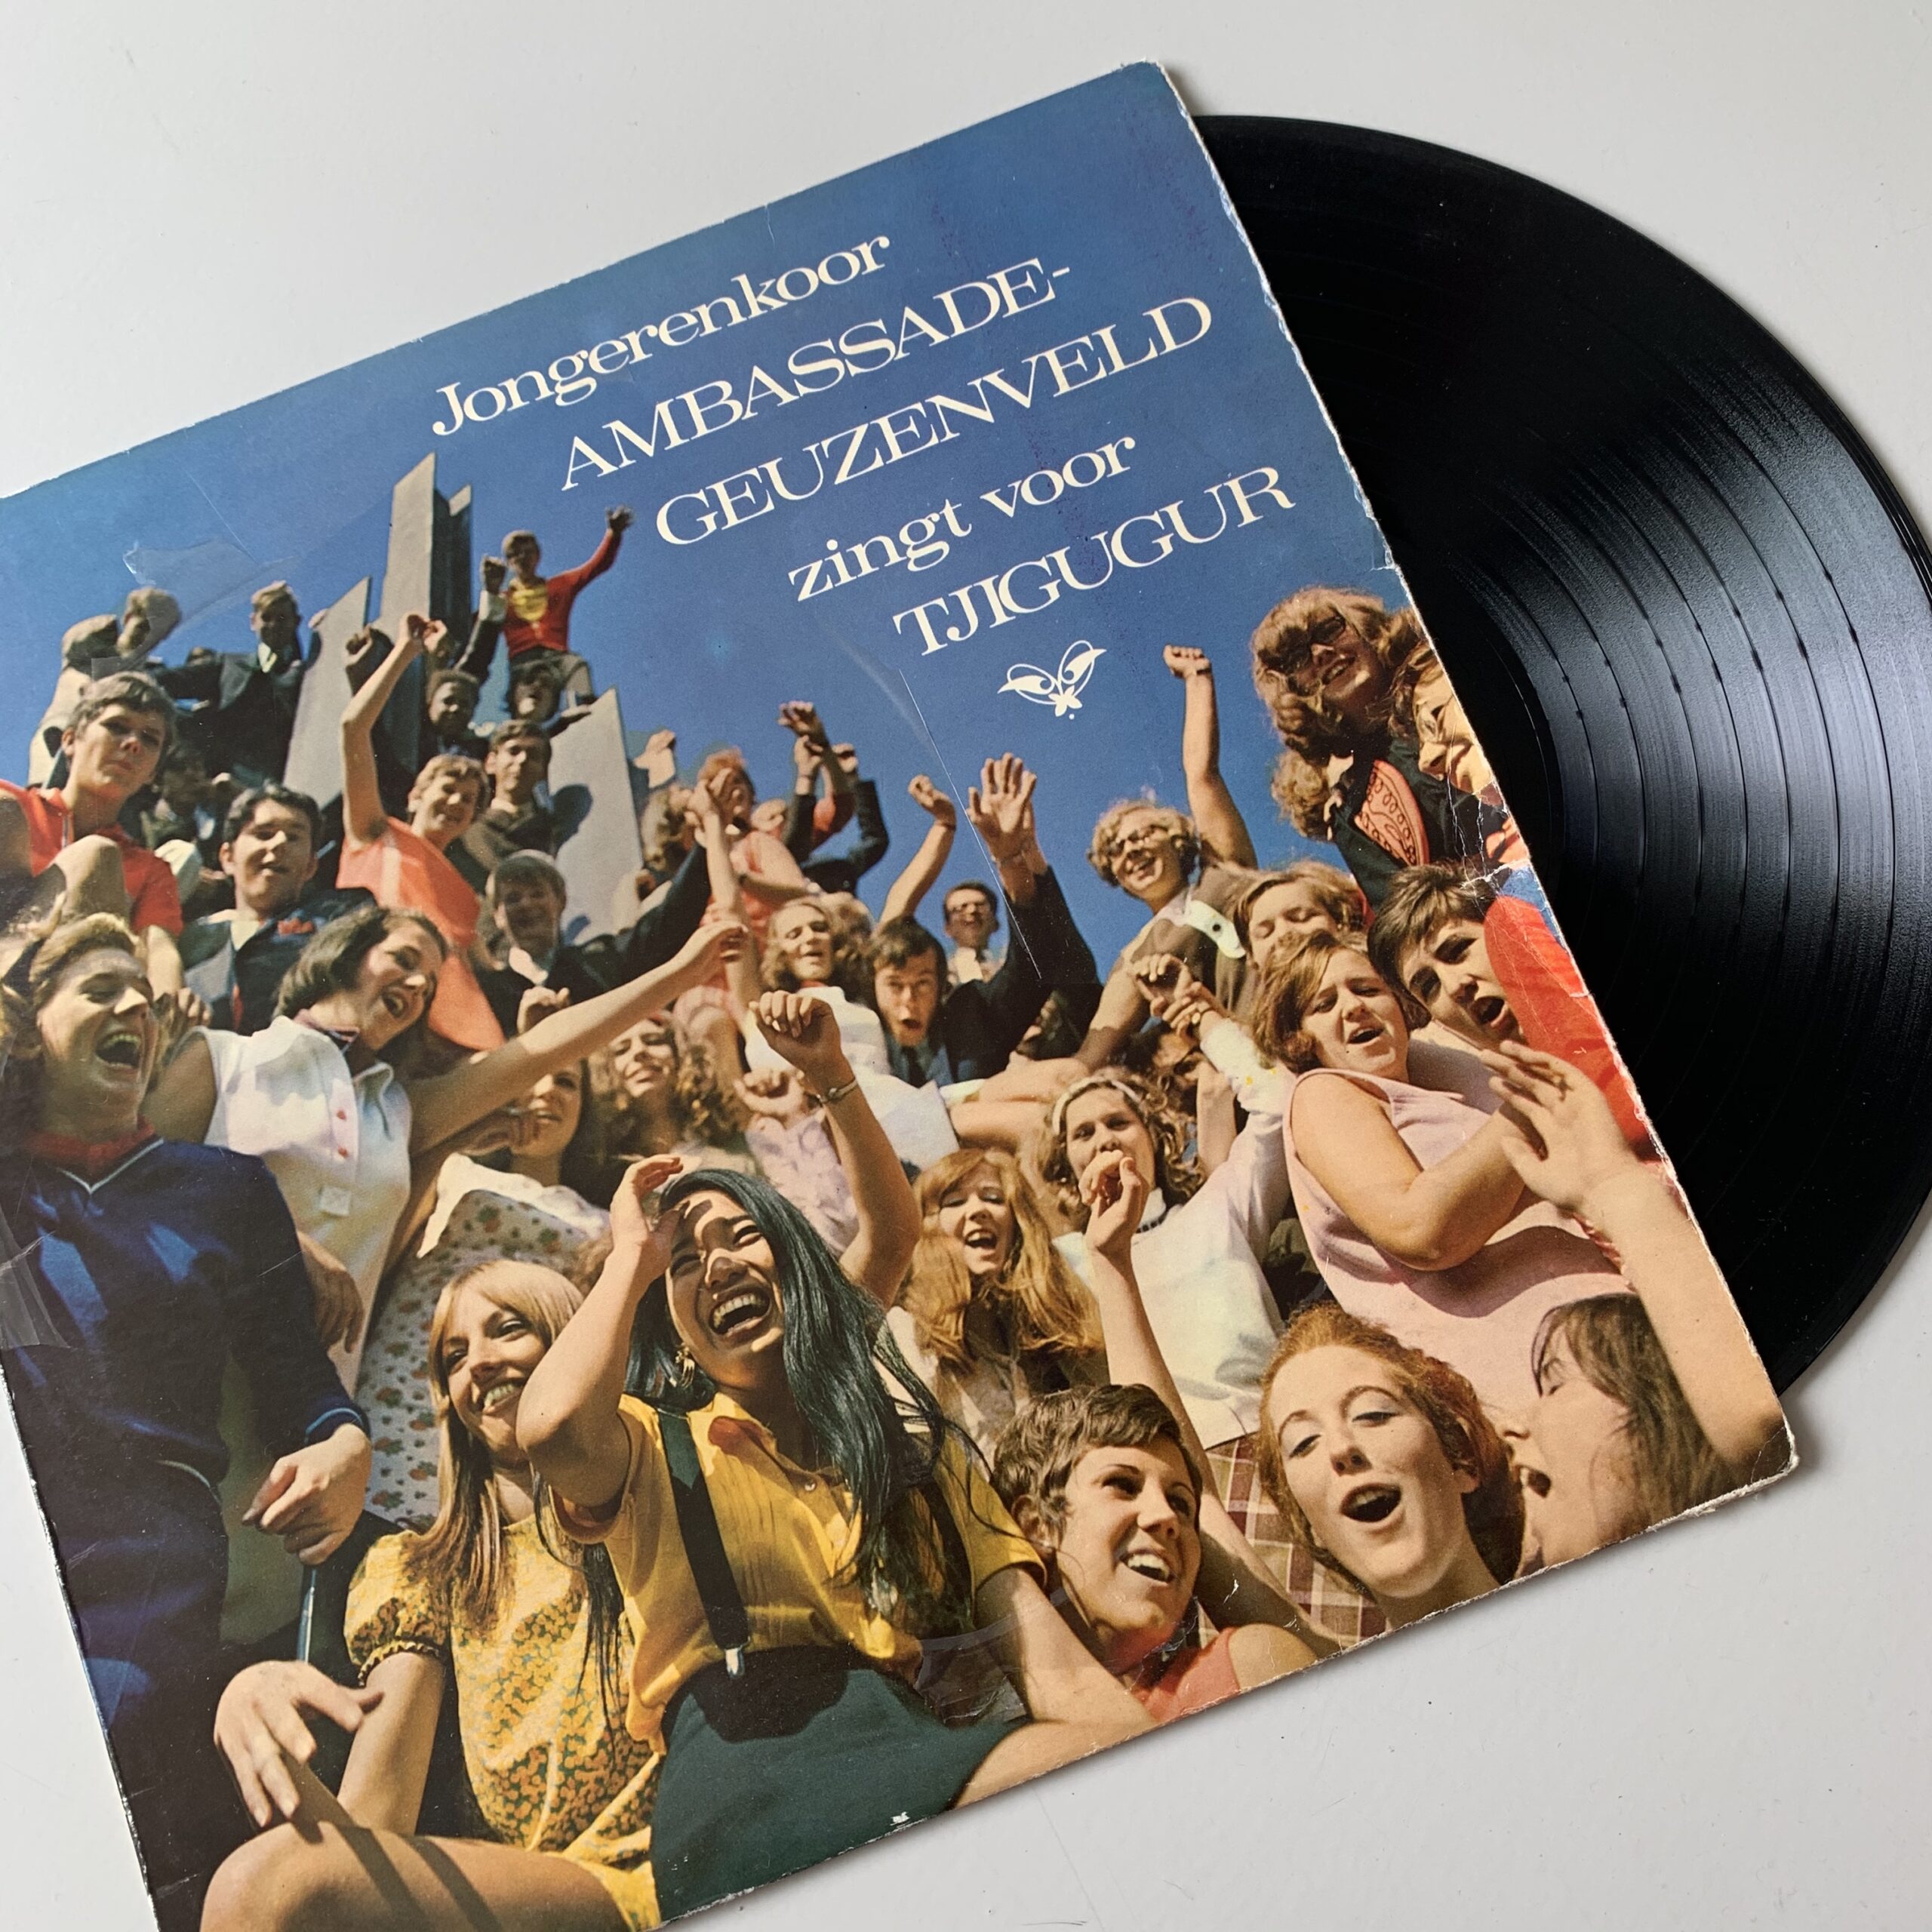 Jongerenkoor
AMBASSADE-
GEUZENVELD
zingt voor
TJIGUGUR